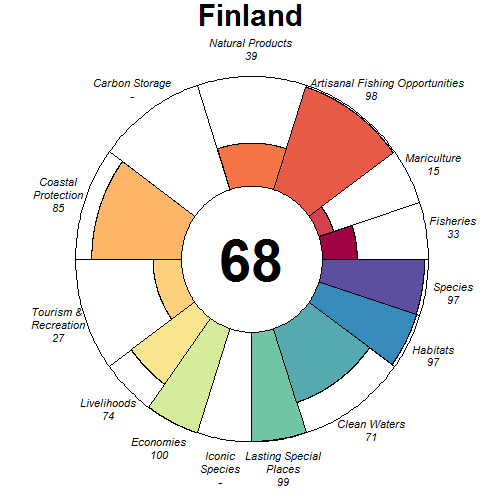 Finland
Natural Products
39
Carbon Storage
-
Artisanal Fishing Opportunities
98
Mariculture
15
Coastal
Protection
85
Fisheries
33
68
Species
97
Tourism &
Recreation
27
Habitats
97
Livelihoods
74
Clean Waters
71
Economies
100
Iconic
Species
-
Lasting Special
Places
99